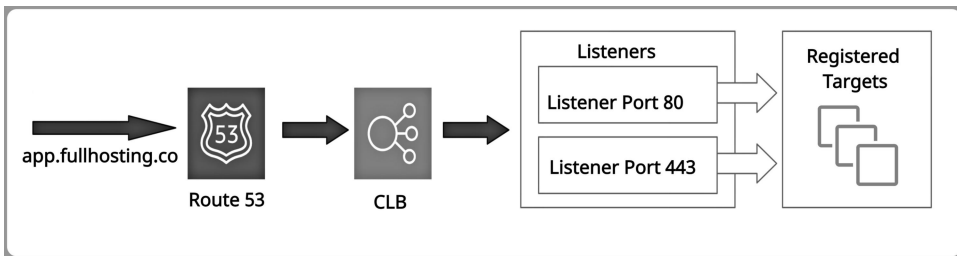 app.fullhosting.co
53
Route 53
CLB
Listeners
Listener Port 80
Listener Port 443
Registered
Targets